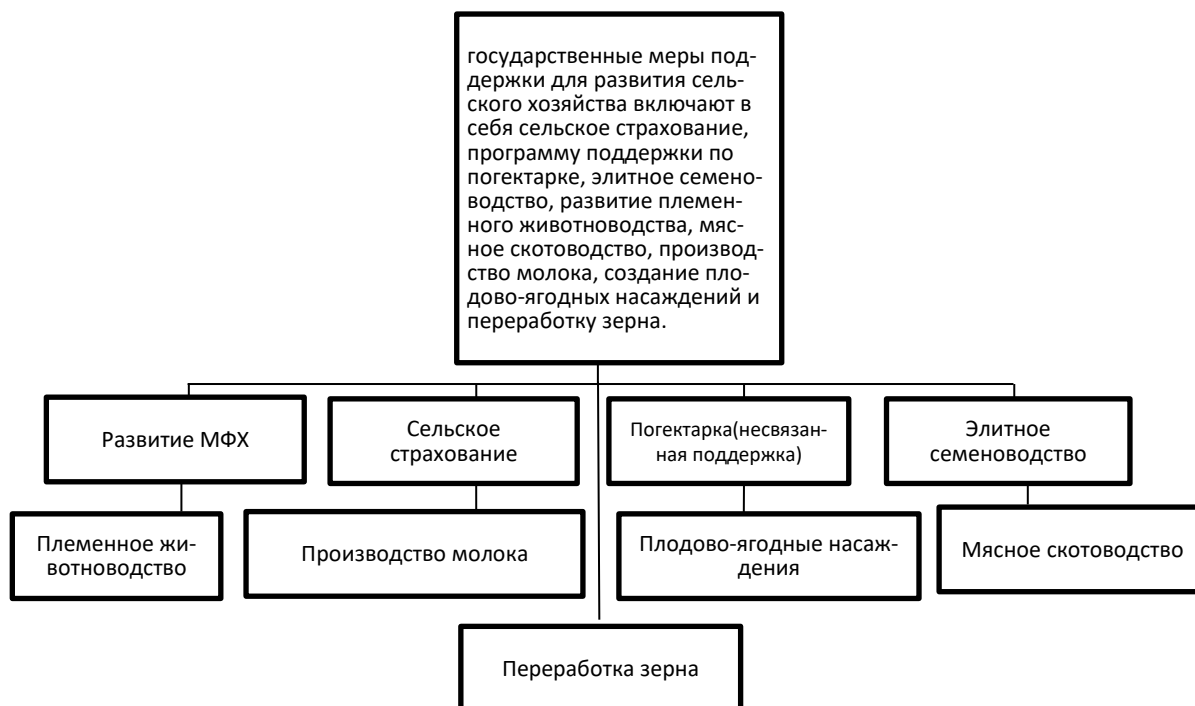 государственные меры под-
держки для развития сель-
ского хозяйства включают в
себя сельское страхование,
программу поддержки по
погектарке, элитное семено-
водство, развитие племен-
ного животноводства, мяс-
ное скотоводство, производ-
ство молока, создание пло-
дово-ягодных насаждений и
переработку зерна.
Развитие МФХ
Сельское
страхование
Погектарка(несвязан-
ная поддержка)
Элитное
семеноводство
Племенное жи-
вотноводство
Производство молока
Плодово-ягодные насаж-
дения
Мясное скотоводство
Переработка зерна